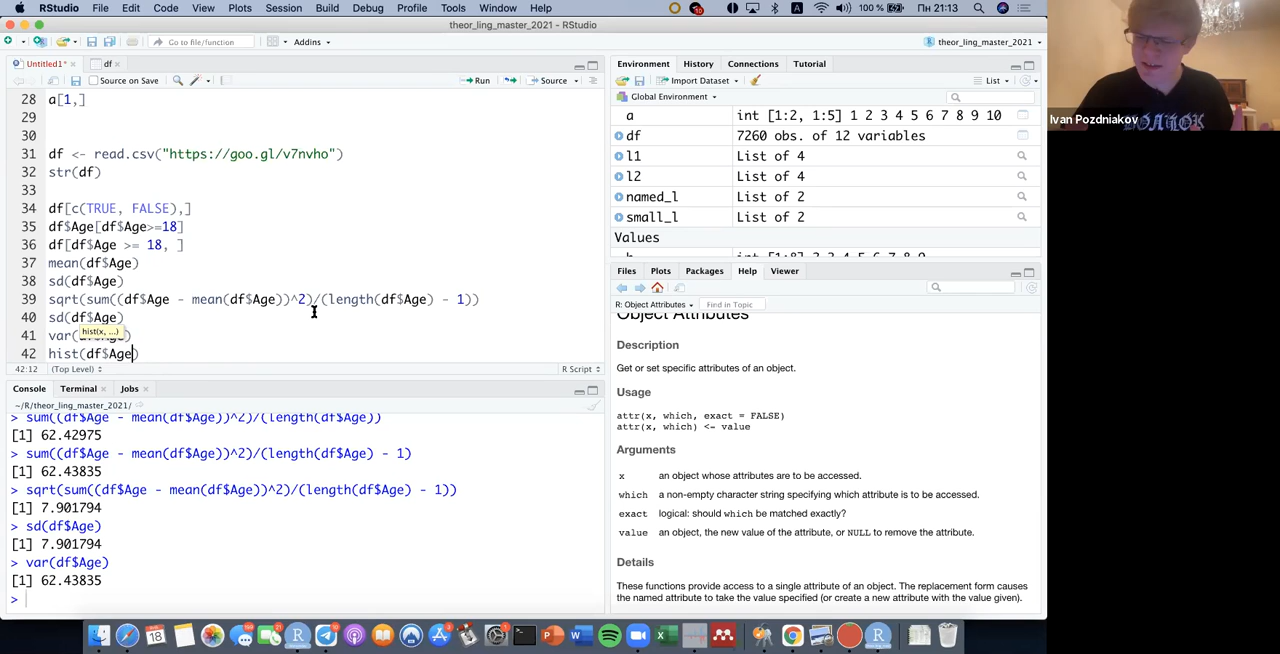 RStudio File Edit Code View Plots Session Build Debug Profile Tools Window Help 100 % Пн 21:13
theor_ling_master_2021 - RStudio
Go to file/function Addins theor_ling_master_2021
Untitled1* df
Source on Save Run Source
28 a[1,]
29
30
31 df <- read.csv("https://goo.gl/v7nvho")
32 str(df)
33
34 df[c(TRUE, FALSE),]
35 df$Age[df$Age>=18]
36 df[df$Age >= 18, ]
37 mean(df$Age)
38 sd(df$Age)
39 sqrt(sum((df$Age - mean(df$Age))^2)/(length(df$Age) - 1))
40 sd(df$Age)
hist(x, ...)
41 var(df$Age)
42 hist(df$Age)
42:12 (Top Level) R Script
Console Terminal Jobs
~/R/theor_ling_master_2021/
> sum((df$Age - mean(df$Age))^2)/(length(df$Age))
[1] 62.42975
> sum((df$Age - mean(df$Age))^2)/(length(df$Age) - 1)
[1] 62.43835
> sqrt(sum((df$Age - mean(df$Age))^2)/(length(df$Age) - 1))
[1] 7.901794
> sd(df$Age)
[1] 7.901794
> var(df$Age)
[1] 62.43835
>
Environment History Connections Tutorial
Import Dataset List
Global Environment
a int [1:2, 1:5] 1 2 3 4 5 6 7 8 9 10
df 7260 obs. of 12 variables
l1 List of 4
l2 List of 4
named_l List of 2
small_l List of 2
Values
Files Plots Packages Help Viewer
R: Object Attributes Find in Topic
Object Attributes
Description
Get or set specific attributes of an object.
Usage
attr(x, which, exact = FALSE)
attr(x, which) <- value
Arguments
x an object whose attributes are to be accessed.
which a non-empty character string specifying which attribute is to be accessed.
exact logical: should which be matched exactly?
value an object, the new value of the attribute, or NULL to remove the attribute.
Details
These functions provide access to a single attribute of an object. The replacement form causes
the named attribute to take the value specified (or create a new attribute with the value given).
Ivan Pozdniakov